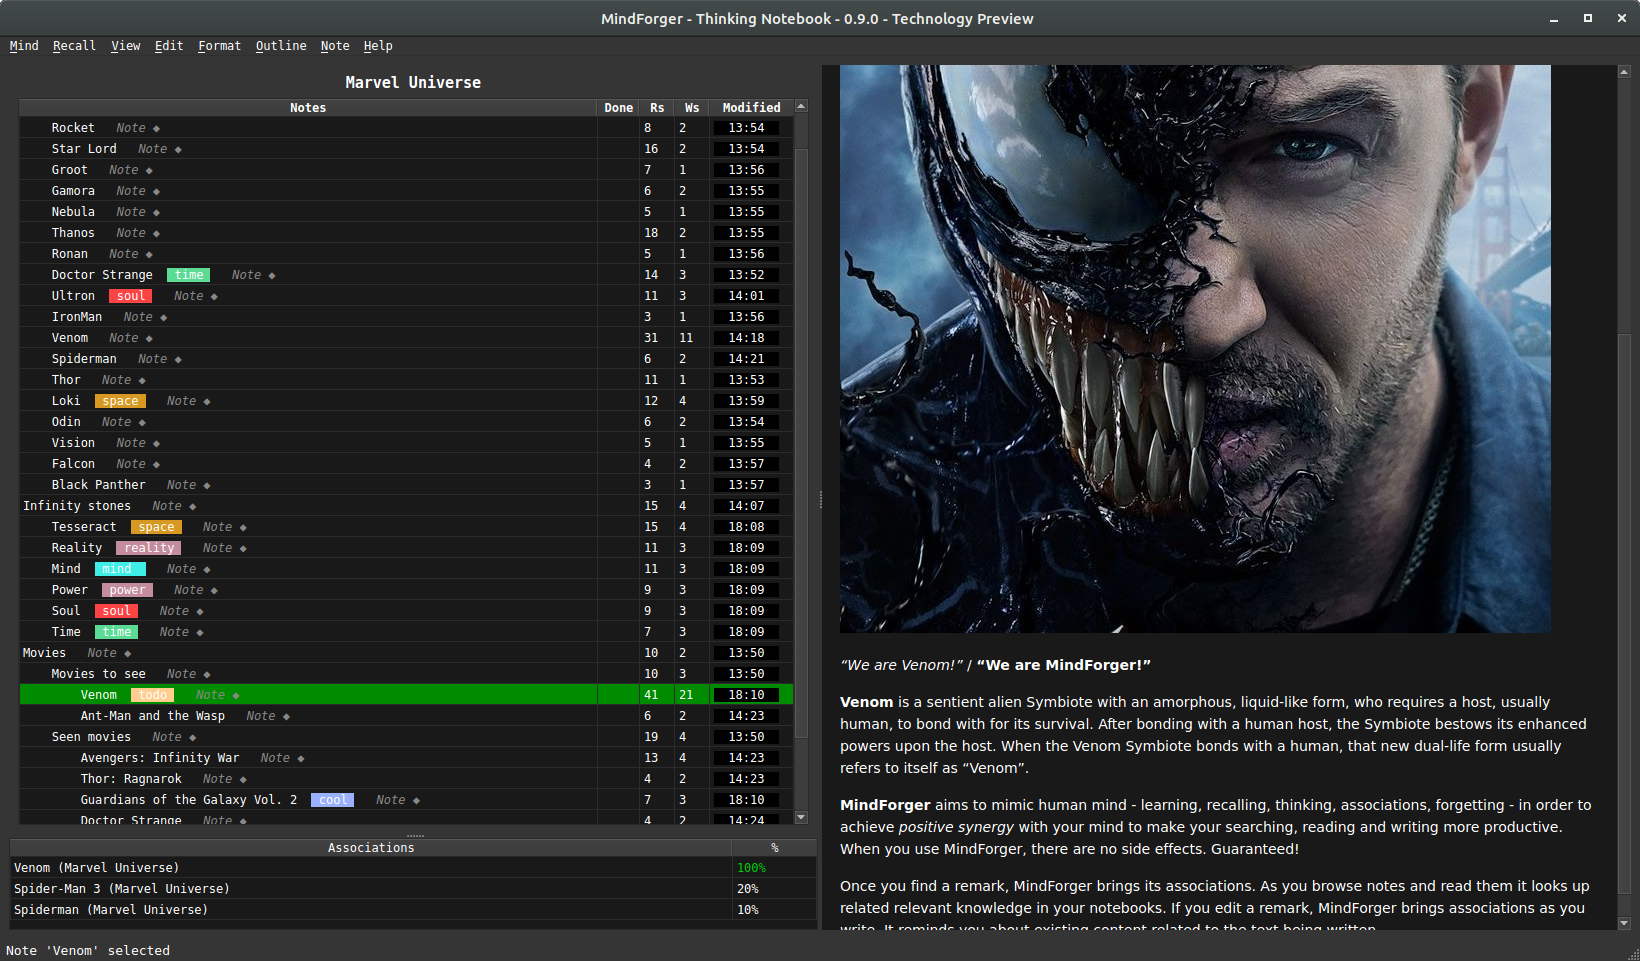 MindForger - Thinking Notebook - 0.9.0 - Technology Preview
Mind Recall View Edit Format Outline Note Help
Marvel Universe
Notes Done Rs Ws Modified
Rocket Note ◆ 8 2 13:54
Star Lord Note ◆ 16 2 13:54
Groot Note ◆ 7 1 13:56
Gamora Note ◆ 6 2 13:55
Nebula Note ◆ 5 1 13:55
Thanos Note ◆ 18 2 13:55
Ronan Note ◆ 5 1 13:56
Doctor Strange time Note ◆ 14 3 13:52
Ultron soul Note ◆ 11 3 14:01
IronMan Note ◆ 3 1 13:56
Venom Note ◆ 31 11 14:18
Spiderman Note ◆ 6 2 14:21
Thor Note ◆ 11 1 13:53
Loki space Note ◆ 12 4 13:59
Odin Note ◆ 6 2 13:54
Vision Note ◆ 5 1 13:55
Falcon Note ◆ 4 2 13:57
Black Panther Note ◆ 3 1 13:57
Infinity stones Note ◆ 15 4 14:07
Tesseract space Note ◆ 15 4 18:08
Reality reality Note ◆ 11 3 18:09
Mind mind Note ◆ 11 3 18:09
Power power Note ◆ 9 3 18:09
Soul soul Note ◆ 9 3 18:09
Time time Note ◆ 7 3 18:09
Movies Note ◆ 10 2 13:50
Movies to see Note ◆ 10 3 13:50
Venom todo Note ◆ 41 21 18:10
Ant-Man and the Wasp Note ◆ 6 2 14:23
Seen movies Note ◆ 19 4 13:50
Avengers: Infinity War Note ◆ 13 4 14:23
Thor: Ragnarok Note ◆ 4 2 14:23
Guardians of the Galaxy Vol. 2 cool Note ◆ 7 3 18:10
Doctor Strange Note ◆ 4 2 14:24
Associations %
Venom (Marvel Universe) 100%
Spider-Man 3 (Marvel Universe) 20%
Spiderman (Marvel Universe) 10%
Note 'Venom' selected
“We are Venom!” / “We are MindForger!”
Venom is a sentient alien Symbiote with an amorphous, liquid-like form, who requires a host, usually
human, to bond with for its survival. After bonding with a human host, the Symbiote bestows its enhanced
powers upon the host. When the Venom Symbiote bonds with a human, that new dual-life form usually
refers to itself as “Venom”.
MindForger aims to mimic human mind - learning, recalling, thinking, associations, forgetting - in order to
achieve positive synergy with your mind to make your searching, reading and writing more productive.
When you use MindForger, there are no side effects. Guaranteed!
Once you find a remark, MindForger brings its associations. As you browse notes and read them it looks up
related relevant knowledge in your notebooks. If you edit a remark, MindForger brings associations as you
write. It reminds you about existing content related to the text being written.